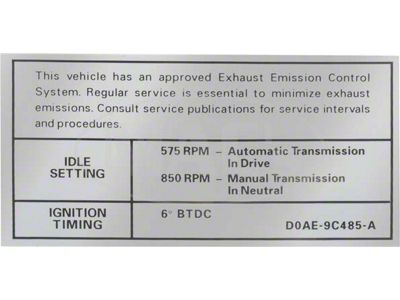 This vehicle has an approved Exhaust Emission Control
System. Regular service is essential to minimize exhaust
emissions. Consult service publications for service intervals
and procedures.
IDLE
SETTING
575 RPM – Automatic Transmission
In Drive
850 RPM – Manual Transmission
In Neutral
IGNITION
TIMING
6° BTDC
D0AE-9C485-A